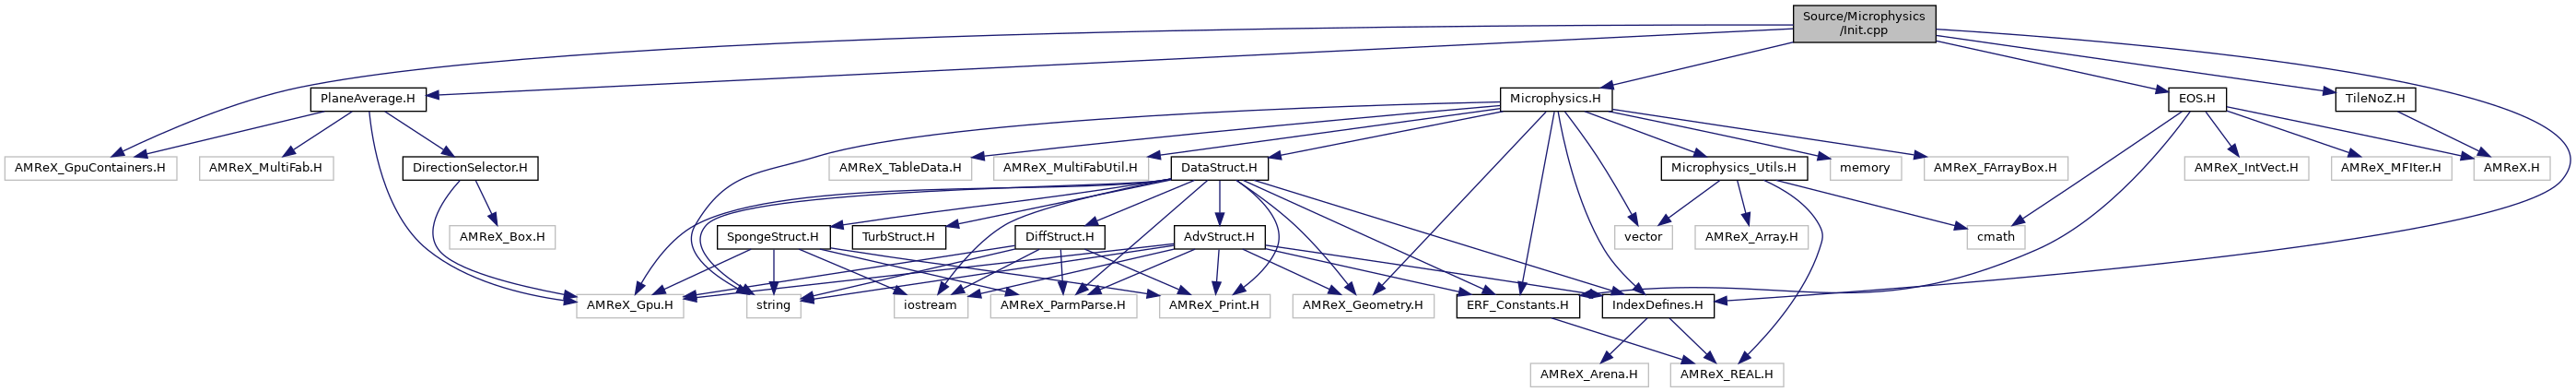 Source/Microphysics
/Init.cpp
PlaneAverage.H
Microphysics.H
EOS.H
TileNoZ.H
AMReX_GpuContainers.H
AMReX_MultiFab.H
DirectionSelector.H
AMReX_TableData.H
AMReX_MultiFabUtil.H
DataStruct.H
Microphysics_Utils.H
memory
AMReX_FArrayBox.H
AMReX_IntVect.H
AMReX_MFIter.H
AMReX.H
AMReX_Box.H
SpongeStruct.H
TurbStruct.H
DiffStruct.H
AdvStruct.H
vector
AMReX_Array.H
cmath
AMReX_Gpu.H
string
iostream
AMReX_ParmParse.H
AMReX_Print.H
AMReX_Geometry.H
ERF_Constants.H
IndexDefines.H
AMReX_Arena.H
AMReX_REAL.H